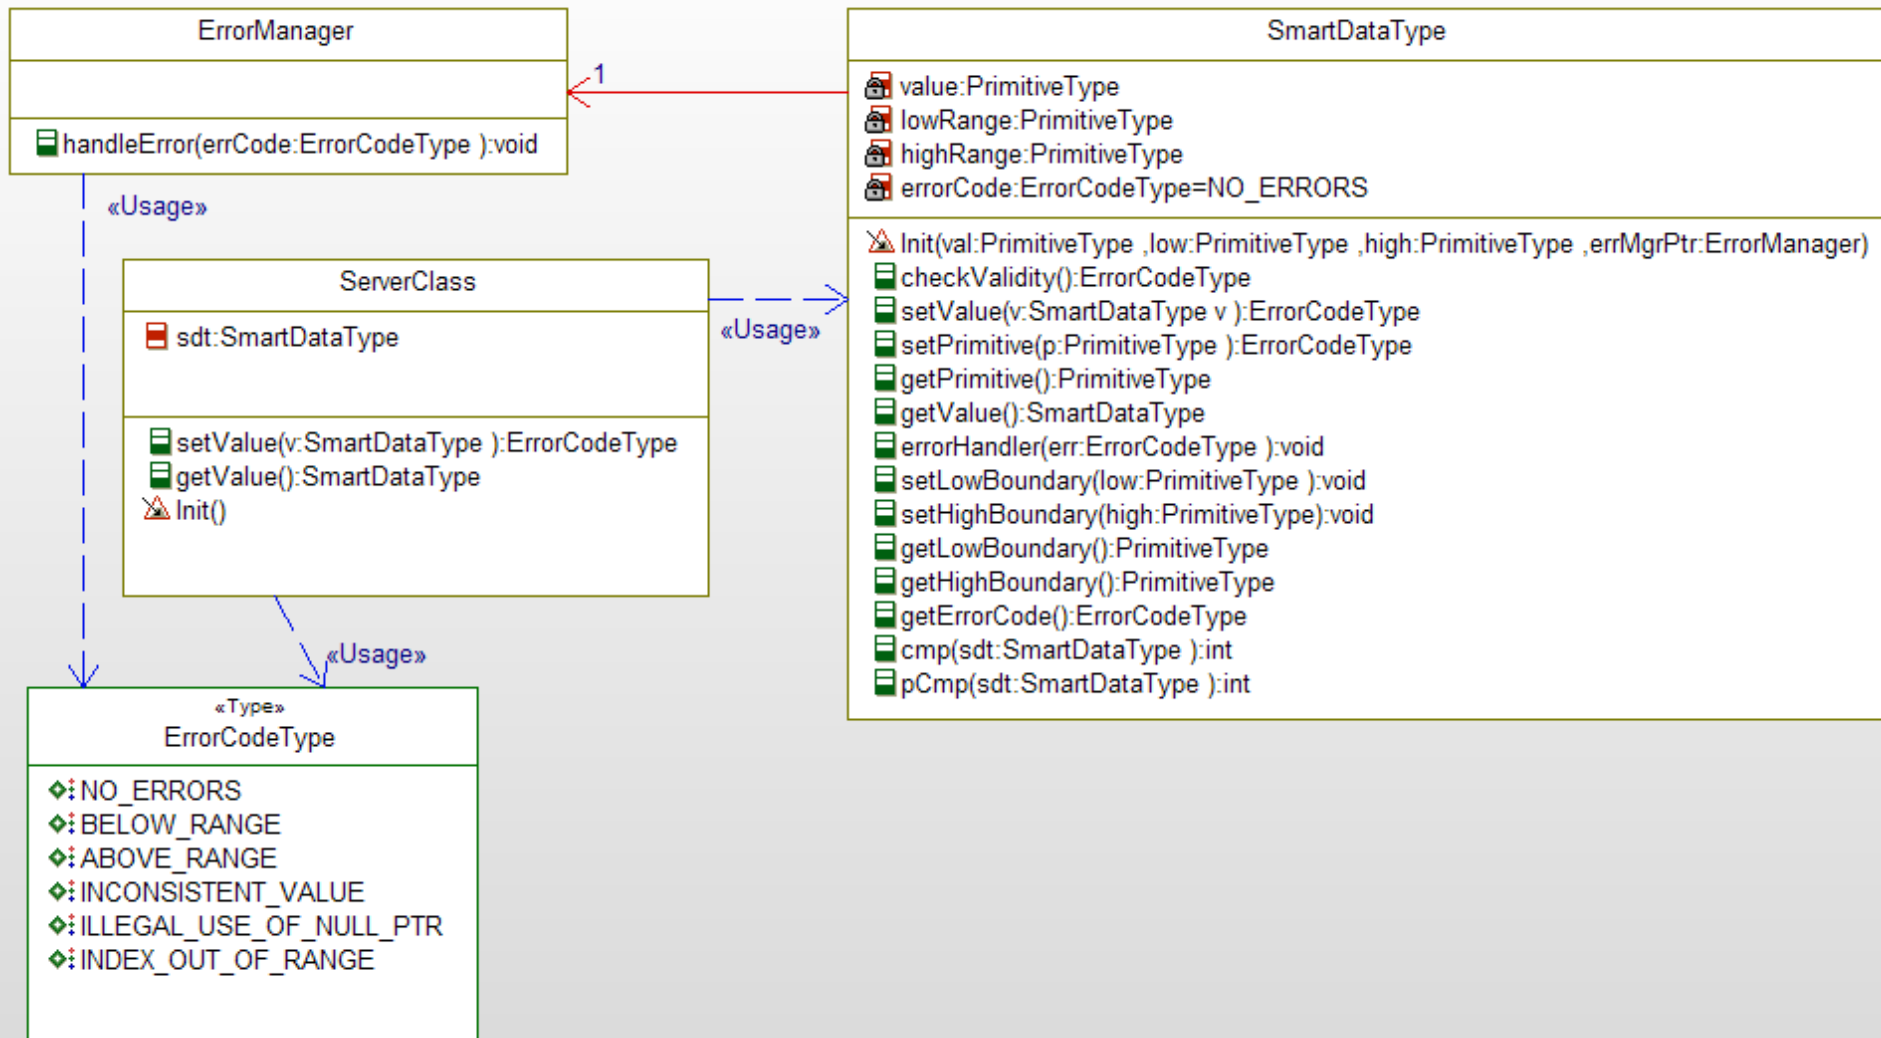 ErrorManager
handleError(errCode:ErrorCodeType ):void
1
SmartDataType
value:PrimitiveType
lowRange:PrimitiveType
highRange:PrimitiveType
errorCode:ErrorCodeType=NO_ERRORS
Init(val:PrimitiveType ,low:PrimitiveType ,high:PrimitiveType ,errMgrPtr:ErrorManager)
checkValidity():ErrorCodeType
setValue(v:SmartDataType v ):ErrorCodeType
setPrimitive(p:PrimitiveType ):ErrorCodeType
getPrimitive():PrimitiveType
getValue():SmartDataType
errorHandler(err:ErrorCodeType ):void
setLowBoundary(low:PrimitiveType ):void
setHighBoundary(high:PrimitiveType):void
getLowBoundary():PrimitiveType
getHighBoundary():PrimitiveType
getErrorCode():ErrorCodeType
cmp(sdt:SmartDataType ):int
pCmp(sdt:SmartDataType ):int
«Usage»
ServerClass
sdt:SmartDataType
setValue(v:SmartDataType ):ErrorCodeType
getValue():SmartDataType
Init()
«Usage»
«Usage»
«Type»
ErrorCodeType
NO_ERRORS
BELOW_RANGE
ABOVE_RANGE
INCONSISTENT_VALUE
ILLEGAL_USE_OF_NULL_PTR
INDEX_OUT_OF_RANGE